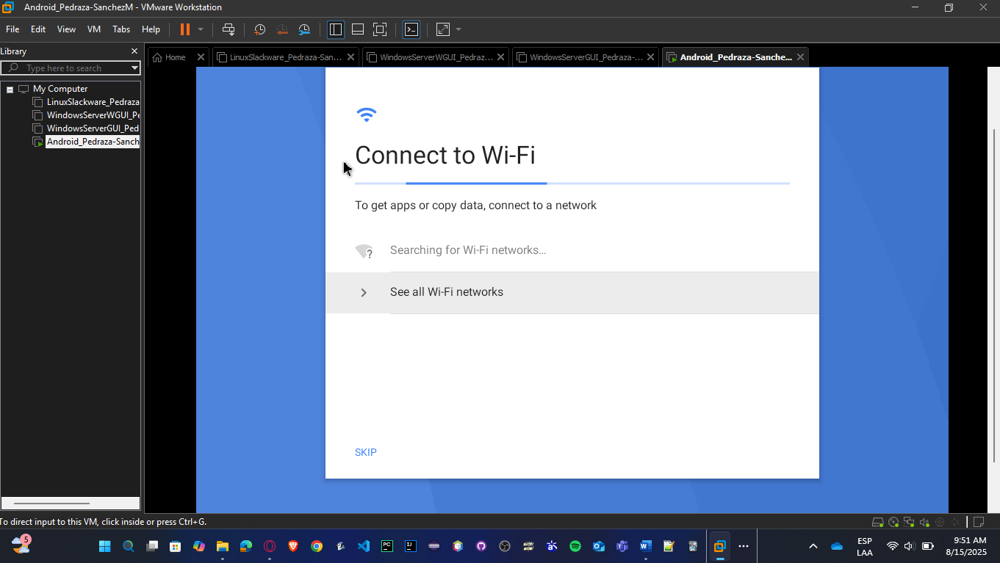 Android_Pedraza-SanchezM - VMware Workstation
File Edit View VM Tabs Help
Library
Type here to search
My Computer
LinuxSlackware_Pedraza
WindowsServerWGUI_Pe
WindowsServerGUI_Ped
Android_Pedraza-Sanch
Home LinuxSlackware_Pedraza-San... WindowsServerWGUI_Pedraz... WindowsServerGUI_Pedraza-... Android_Pedraza-Sanche...
Connect to Wi-Fi
To get apps or copy data, connect to a network
? Searching for Wi-Fi networks…
See all Wi-Fi networks
SKIP
To direct input to this VM, click inside or press Ctrl+G.
5
PC
IJ
ESP
LAA
9:51 AM
8/15/2025